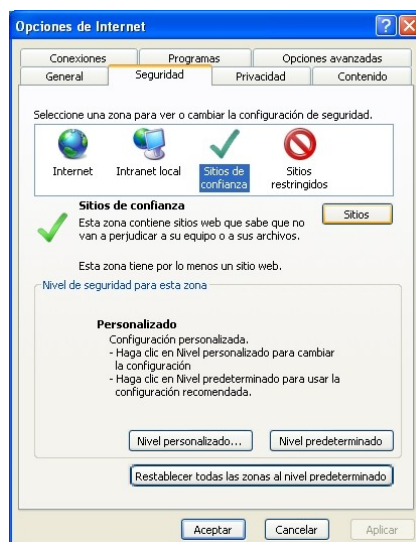 Opciones de Internet
Conexiones Programas Opciones avanzadas
General Seguridad Privacidad Contenido
Seleccione una zona para ver o cambiar la configuración de seguridad.
Internet Intranet local Sitios de confianza Sitios restringidos
Sitios de confianza
Esta zona contiene sitios web que sabe que no
van a perjudicar a su equipo o a sus archivos.
Sitios
Esta zona tiene por lo menos un sitio web.
Nivel de seguridad para esta zona
Personalizado
Configuración personalizada.
- Haga clic en Nivel personalizado para cambiar
la configuración
- Haga clic en Nivel predeterminado para usar la
configuración recomendada.
Nivel personalizado... Nivel predeterminado
Restablecer todas las zonas al nivel predeterminado
Aceptar Cancelar Aplicar